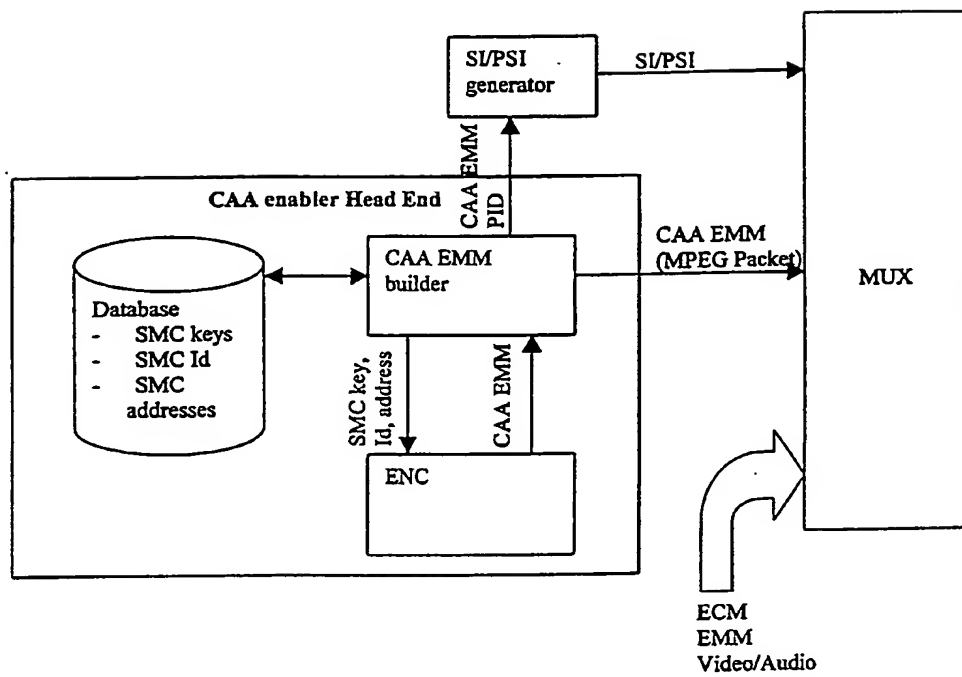 SI/PSI
generator
SI/PSI
CAA EMM
PID
CAA enabler Head End
CAA EMM
builder
CAA EMM
(MPEG Packet)
MUX
Database
- SMC keys
- SMC Id
- SMC
addresses
SMC key,
Id, address
CAA EMM
ENC
ECM
EMM
Video/Audio